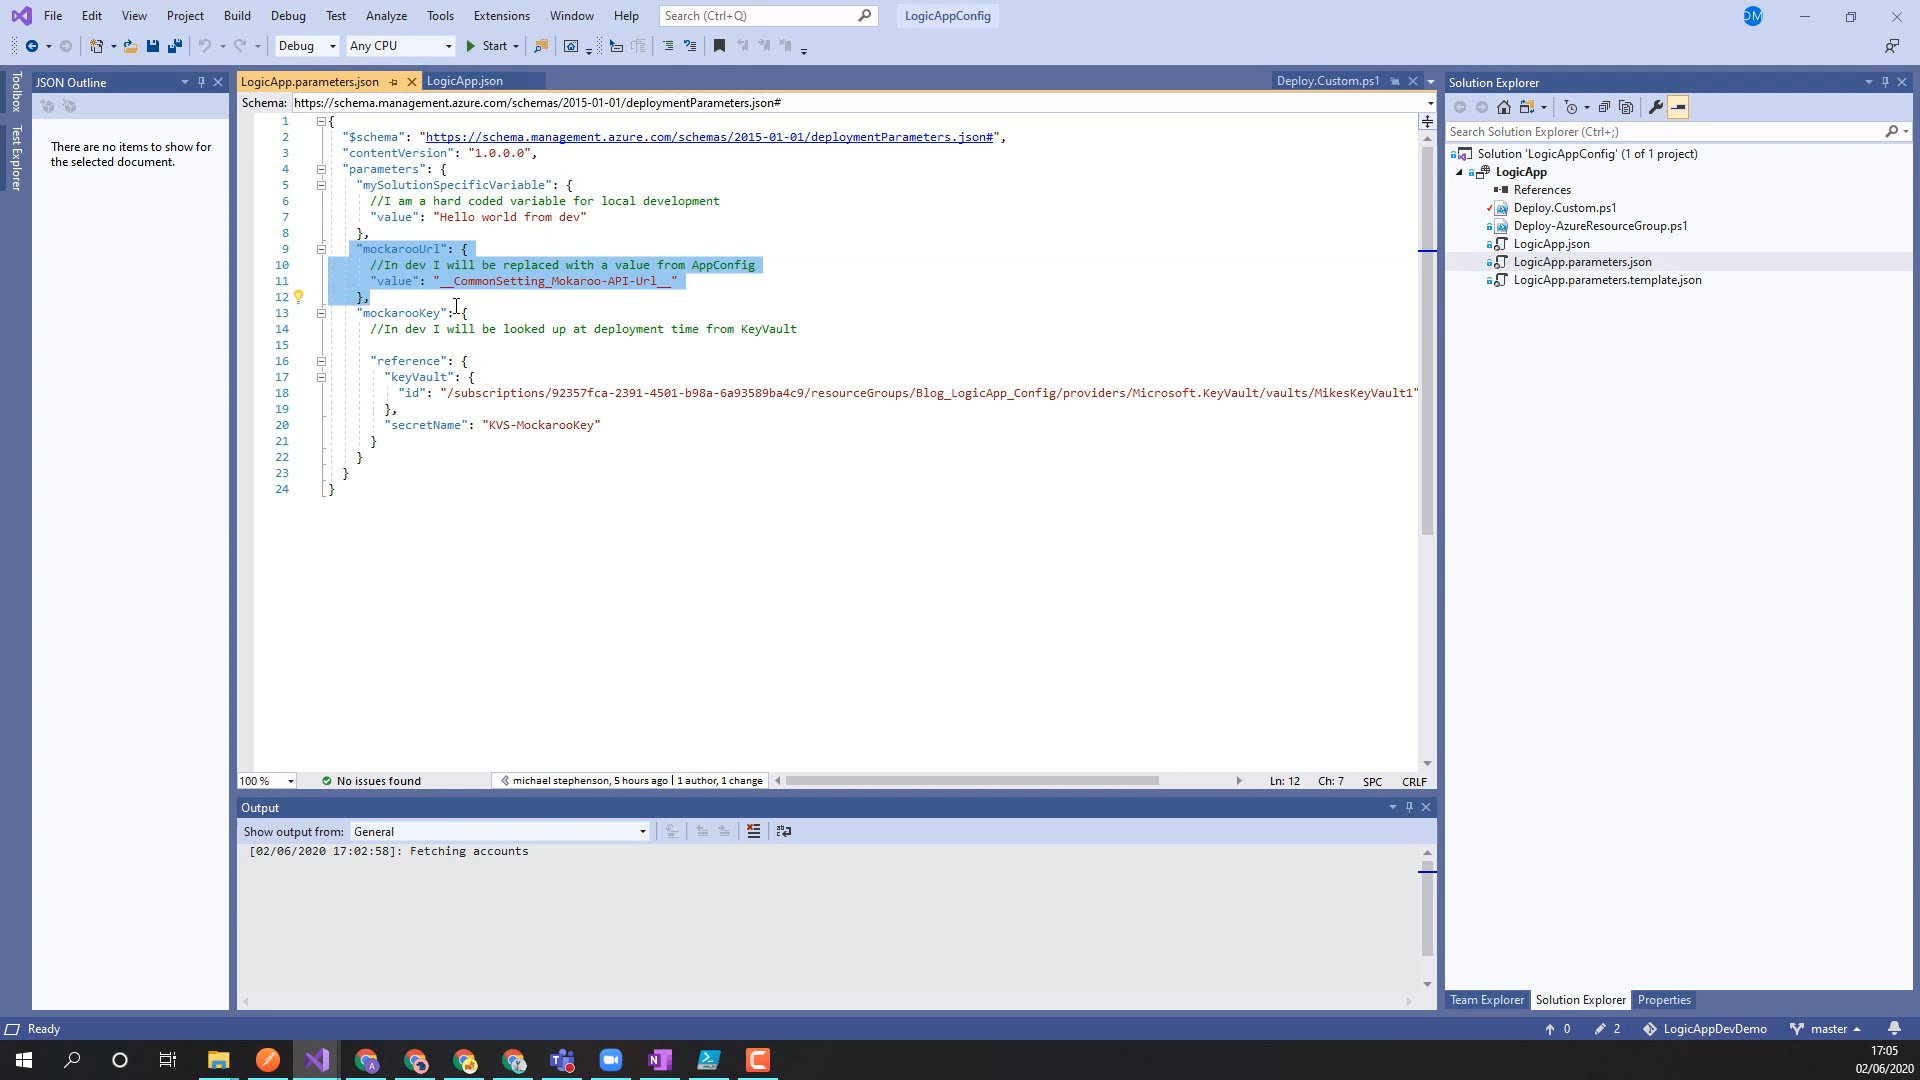 File Edit View Project Build Debug Test Analyze Tools Extensions Window Help Search (Ctrl+Q) LogicAppConfig DM
Debug Any CPU Start
Toolbox
Test Explorer
JSON Outline
There are no items to show for
the selected document.
LogicApp.parameters.json LogicApp.json Deploy.Custom.ps1
Schema: https://schema.management.azure.com/schemas/2015-01-01/deploymentParameters.json#
1 {
2 "$schema": "https://schema.management.azure.com/schemas/2015-01-01/deploymentParameters.json#",
3 "contentVersion": "1.0.0.0",
4 "parameters": {
5 "mySolutionSpecificVariable": {
6 //I am a hard coded variable for local development
7 "value": "Hello world from dev"
8 },
9 "mockarooUrl": {
10 //In dev I will be replaced with a value from AppConfig
11 "value": "__CommonSetting_Mokaroo-API-Url__"
12 },
13 "mockarooKey": {
14 //In dev I will be looked up at deployment time from KeyVault
15
16 "reference": {
17 "keyVault": {
18 "id": "/subscriptions/92357fca-2391-4501-b98a-6a93589ba4c9/resourceGroups/Blog_LogicApp_Config/providers/Microsoft.KeyVault/vaults/MikesKeyVault1"
19 },
20 "secretName": "KVS-MockarooKey"
21 }
22 }
23 }
24 }
100 % No issues found michael stephenson, 5 hours ago | 1 author, 1 change Ln: 12 Ch: 7 SPC CRLF
Output
Show output from: General
[02/06/2020 17:02:58]: Fetching accounts
Solution Explorer
Search Solution Explorer (Ctrl+;)
Solution 'LogicAppConfig' (1 of 1 project)
LogicApp
References
Deploy.Custom.ps1
Deploy-AzureResourceGroup.ps1
LogicApp.json
LogicApp.parameters.json
LogicApp.parameters.template.json
Team Explorer Solution Explorer Properties
Ready 0 2 LogicAppDevDemo master
17:05
02/06/2020